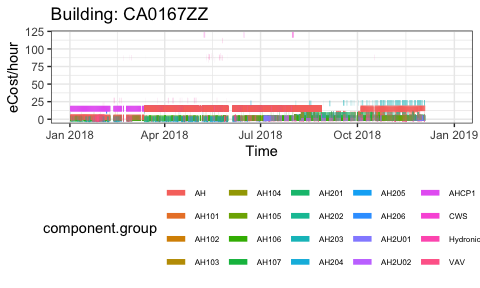 Building: CA0167ZZ
eCost/hour
125
100
75
50
25
0
Jan 2018 Apr 2018 Jul 2018 Oct 2018 Jan 2019
Time
component.group
AH AH104 AH201 AH205 AHCP1
AH101 AH105 AH202 AH206 CWS
AH102 AH106 AH203 AH2U01 Hydronic
AH103 AH107 AH204 AH2U02 VAV